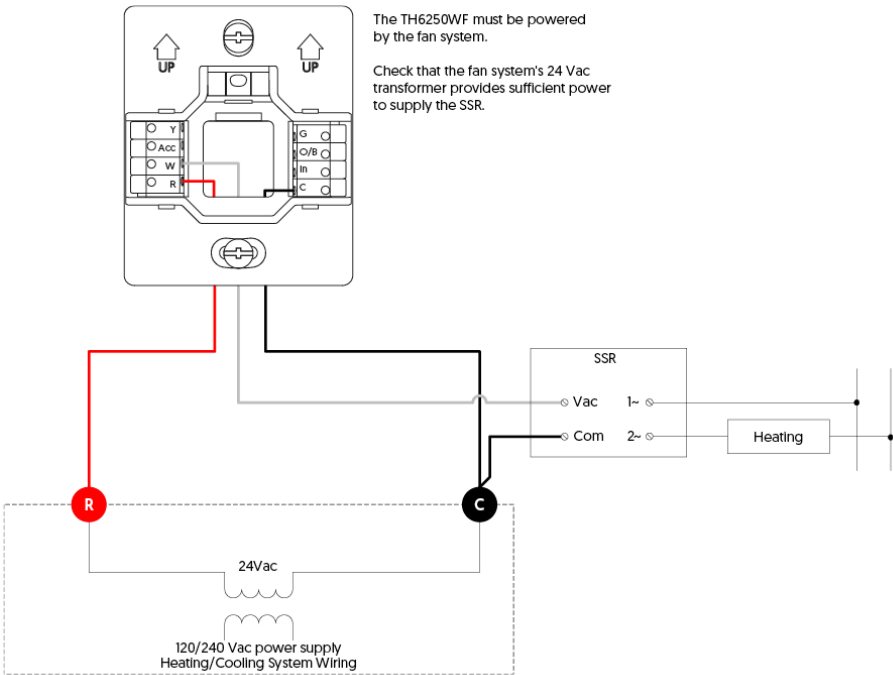 The TH6250WF must be powered
by the fan system.
Check that the fan system's 24 Vac
transformer provides sufficient power
to supply the SSR.
UP
UP
Y
Acc
W
R
G
O/B
In
C
SSR
Vac
1~
Com
2~
Heating
R
C
24Vac
120/240 Vac power supply
Heating/Cooling System Wiring